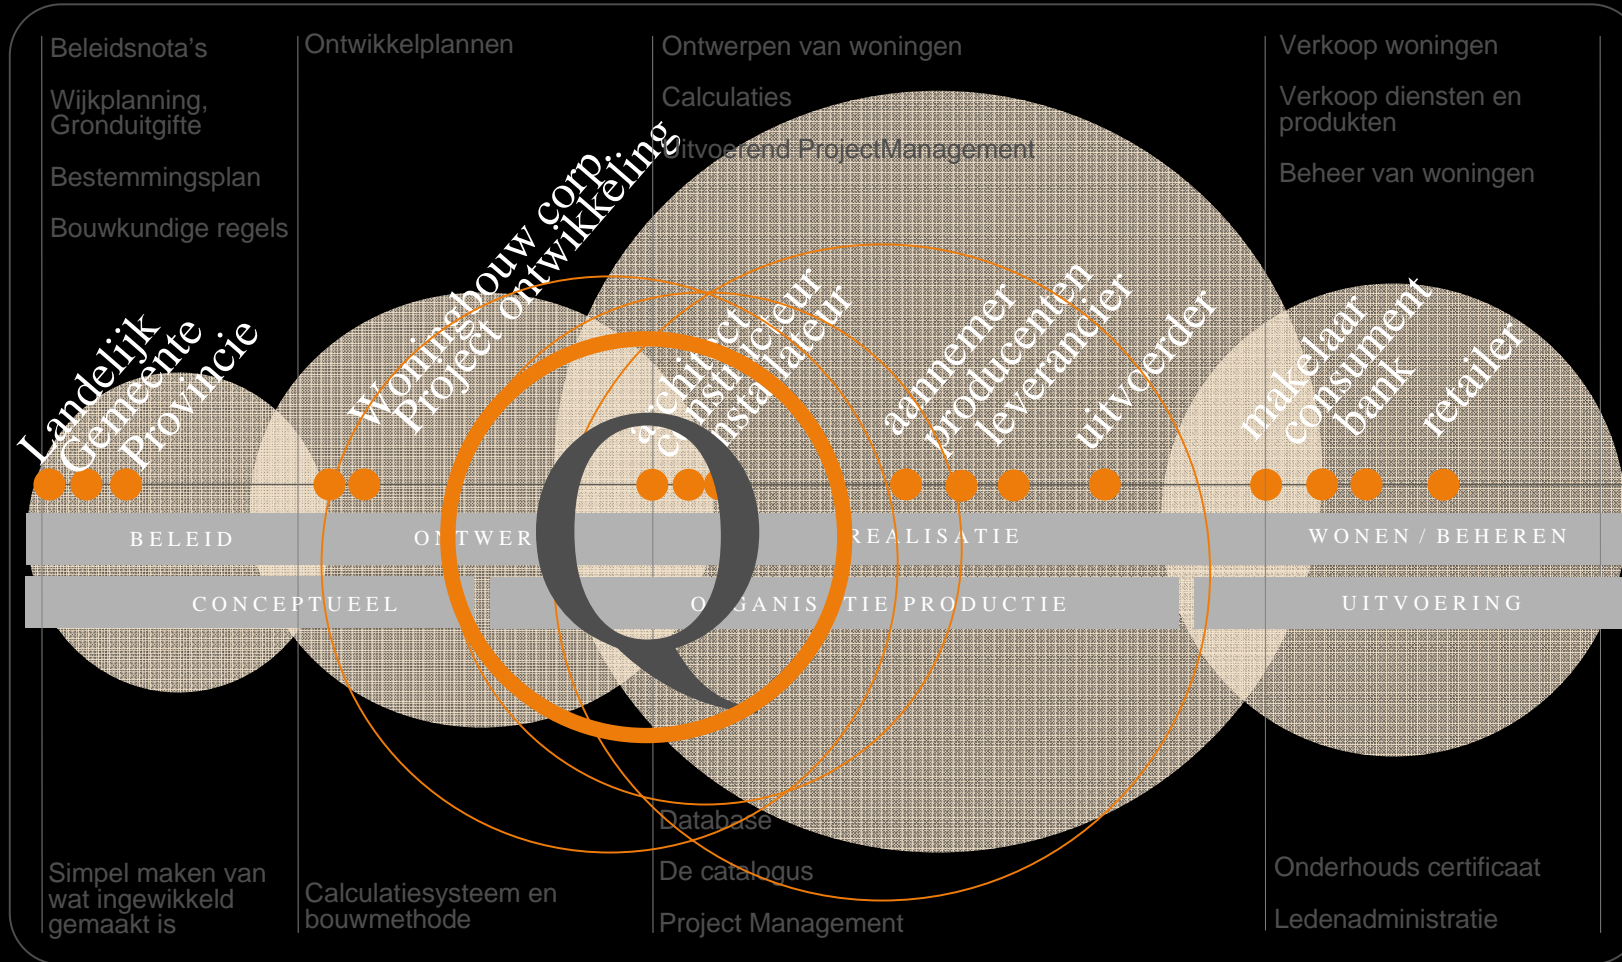 Beleidsnota's
Wijkplanning,
Gronduitgifte
Bestemmingsplan
Bouwkundige regels
Ontwikkelplannen
Ontwerpen van woningen
Calculaties
Uitvoerend ProjectManagement
Verkoop woningen
Verkoop diensten en
produkten
Beheer van woningen
Landelijk
Gemeente
Provincie
Woningbouw corp.
Project ontwikkeling
architect
constructeur
installateur
aannemer
producenten
leverancier
uitvoerder
makelaar
consument
bank
retailer
Q
BELEID
ONTWER
REALISATIE
WONEN / BEHEREN
CONCEPTUEEL
ORGANISATIE PRODUCTIE
UITVOERING
Simpel maken van
wat ingewikkeld
gemaakt is
Calculatiesysteem en
bouwmethode
Database
De catalogus
Project Management
Onderhouds certificaat
Ledenadministratie